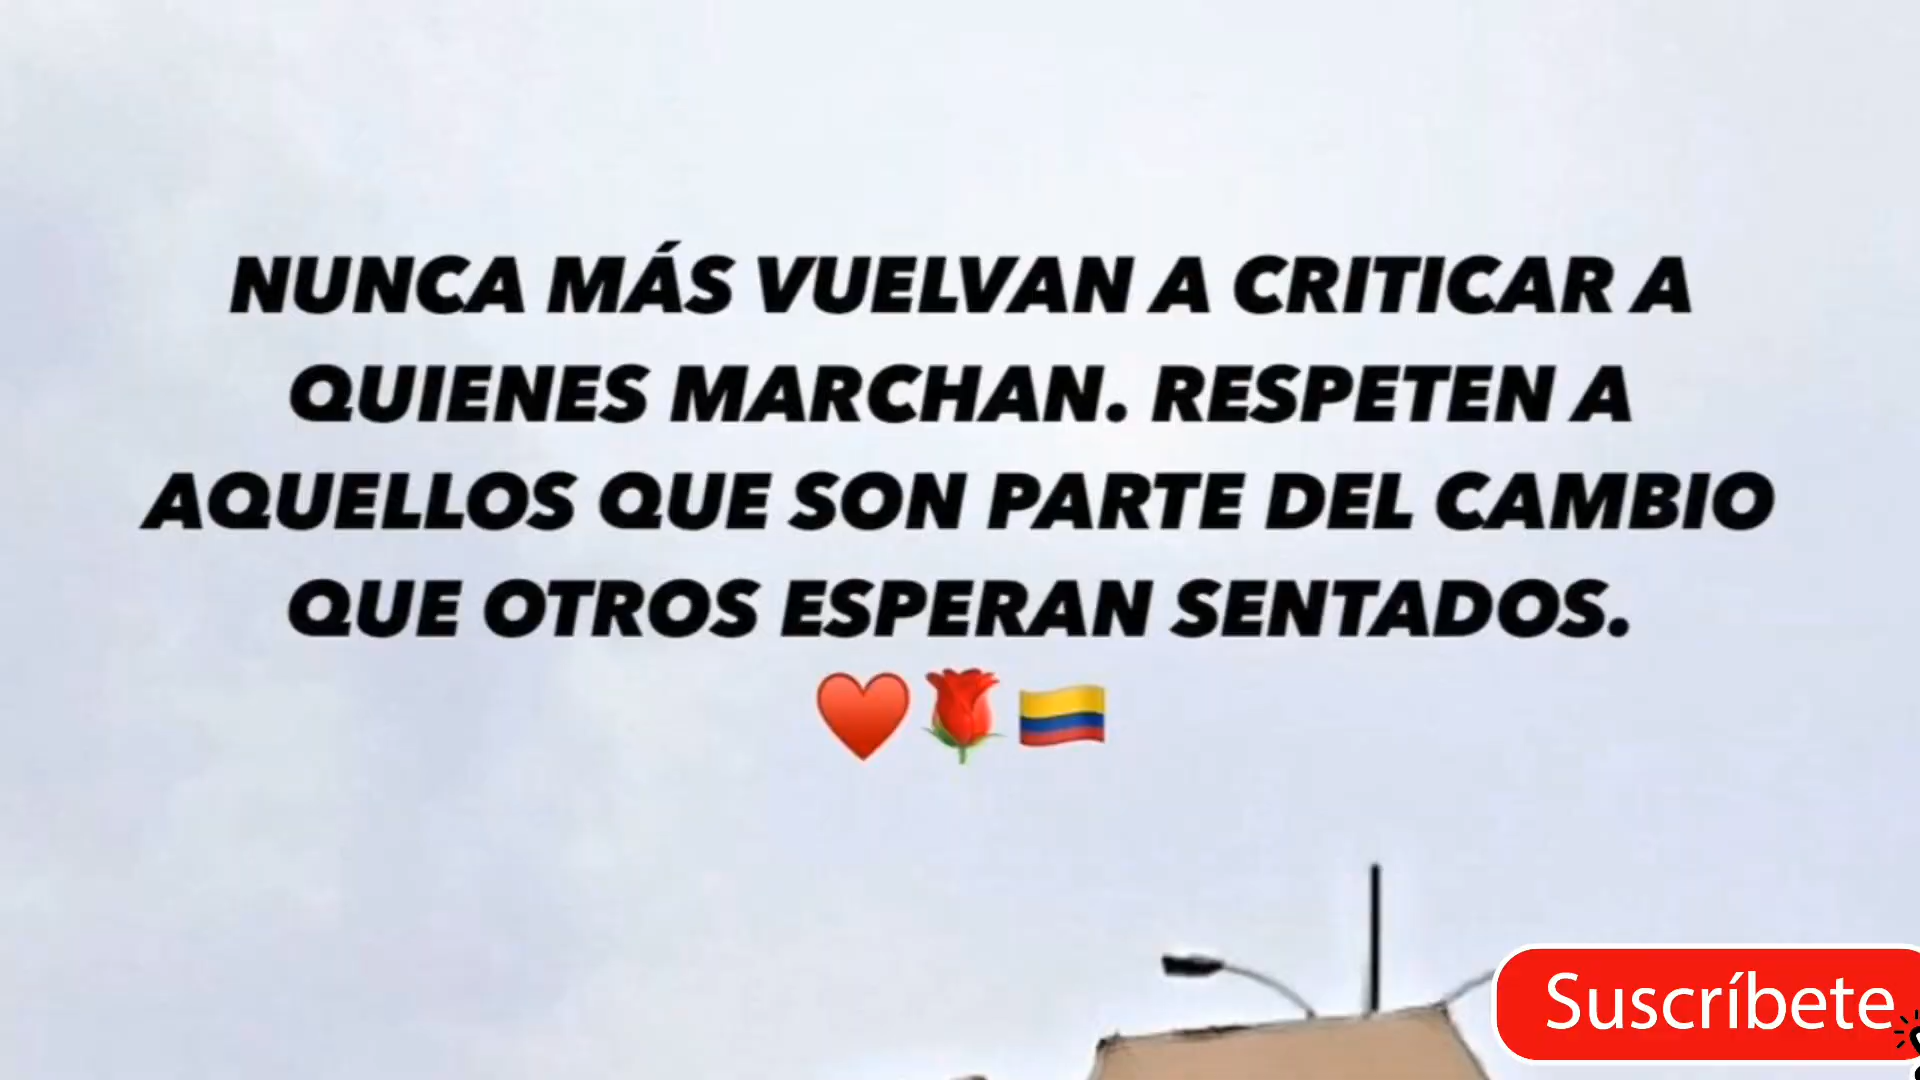 NUNCA MÁS VUELVAN A CRITICAR A
QUIENES MARCHAN. RESPETEN A
AQUELLOS QUE SON PARTE DEL CAMBIO
QUE OTROS ESPERAN SENTADOS.
❤️🌹🇨🇴
Suscríbete